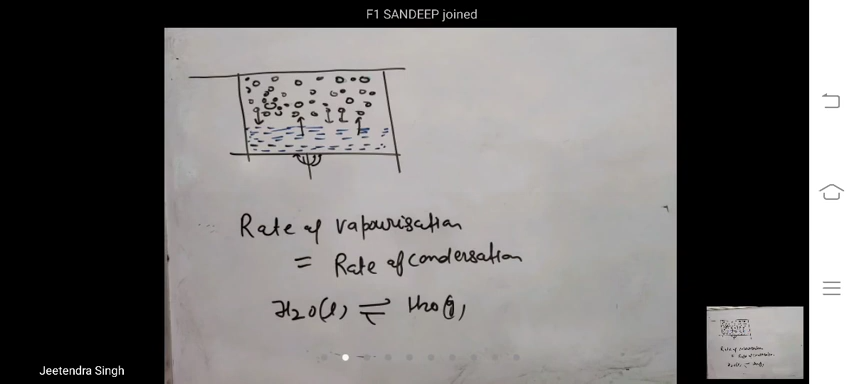 F1 SANDEEP joined
Rate of vapourisation
= Rate of condensation
H2O(l) ⇌ H2O(g)
Jeetendra Singh